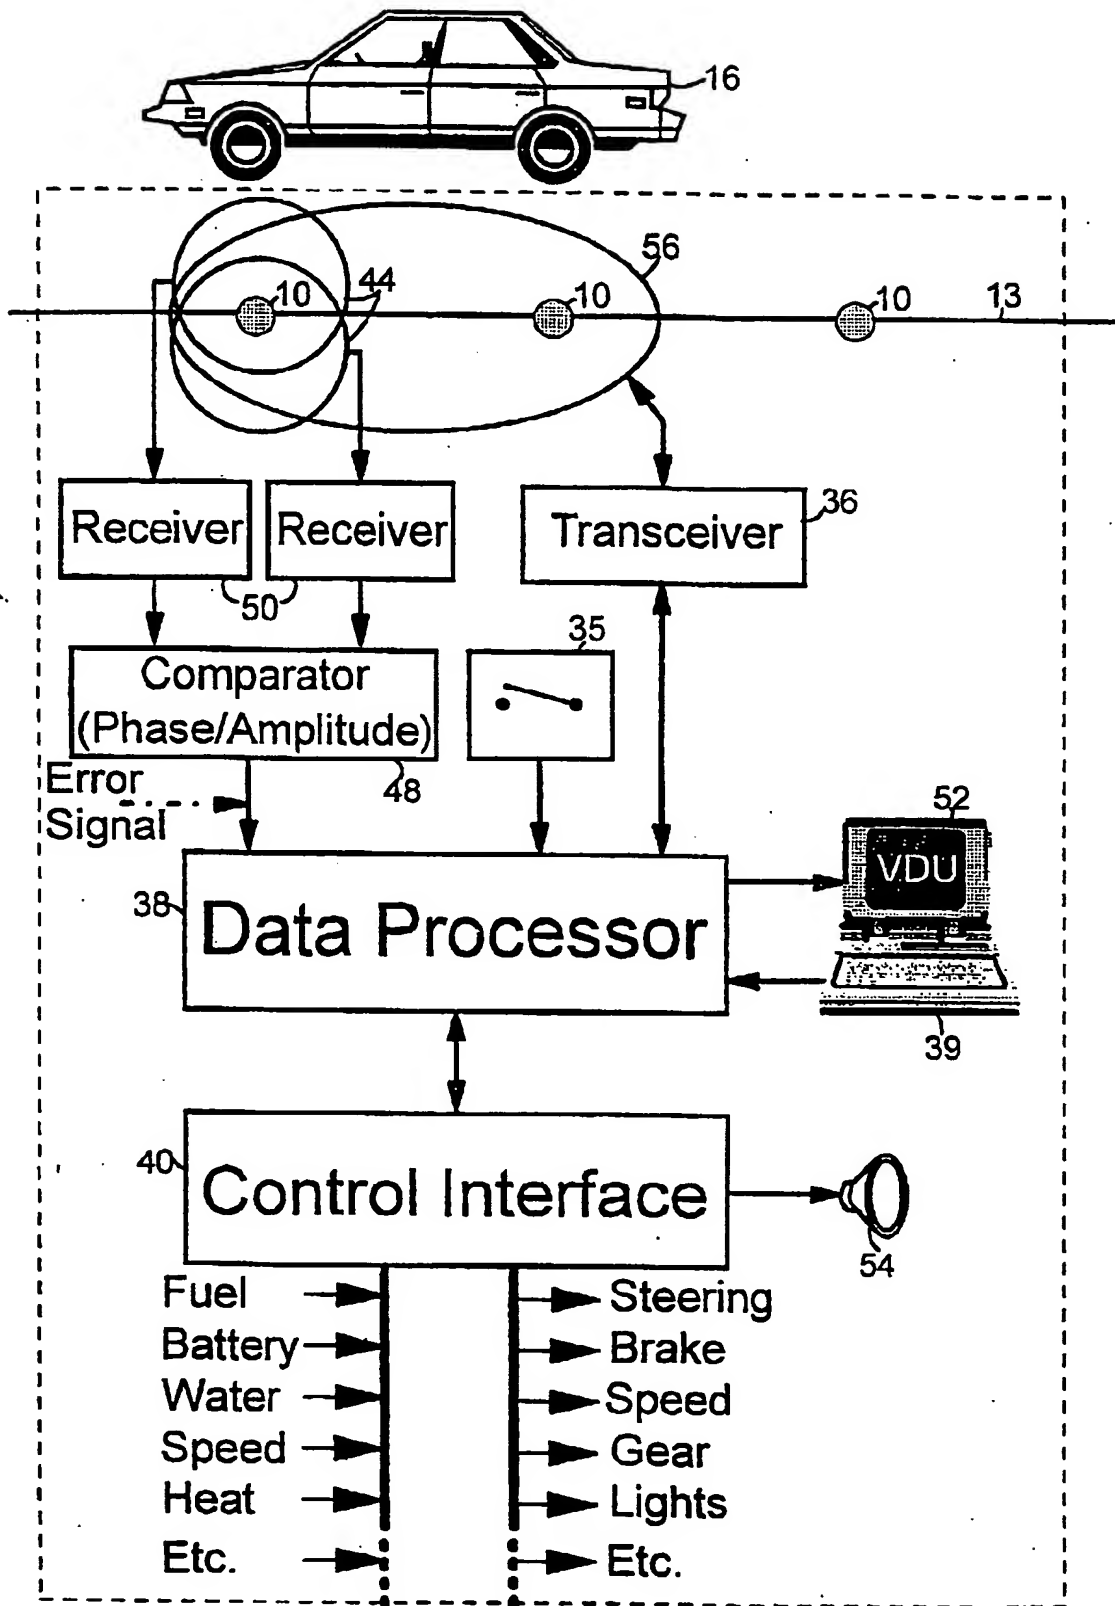 16
56
10
44
10
10
13
Receiver
Receiver
Transceiver
36
50
35
Comparator
(Phase/Amplitude)
48
Error
Signal
52
VDU
38
Data Processor
39
40
Control Interface
54
Fuel
Steering
Battery
Brake
Water
Speed
Speed
Gear
Heat
Lights
Etc.
Etc.